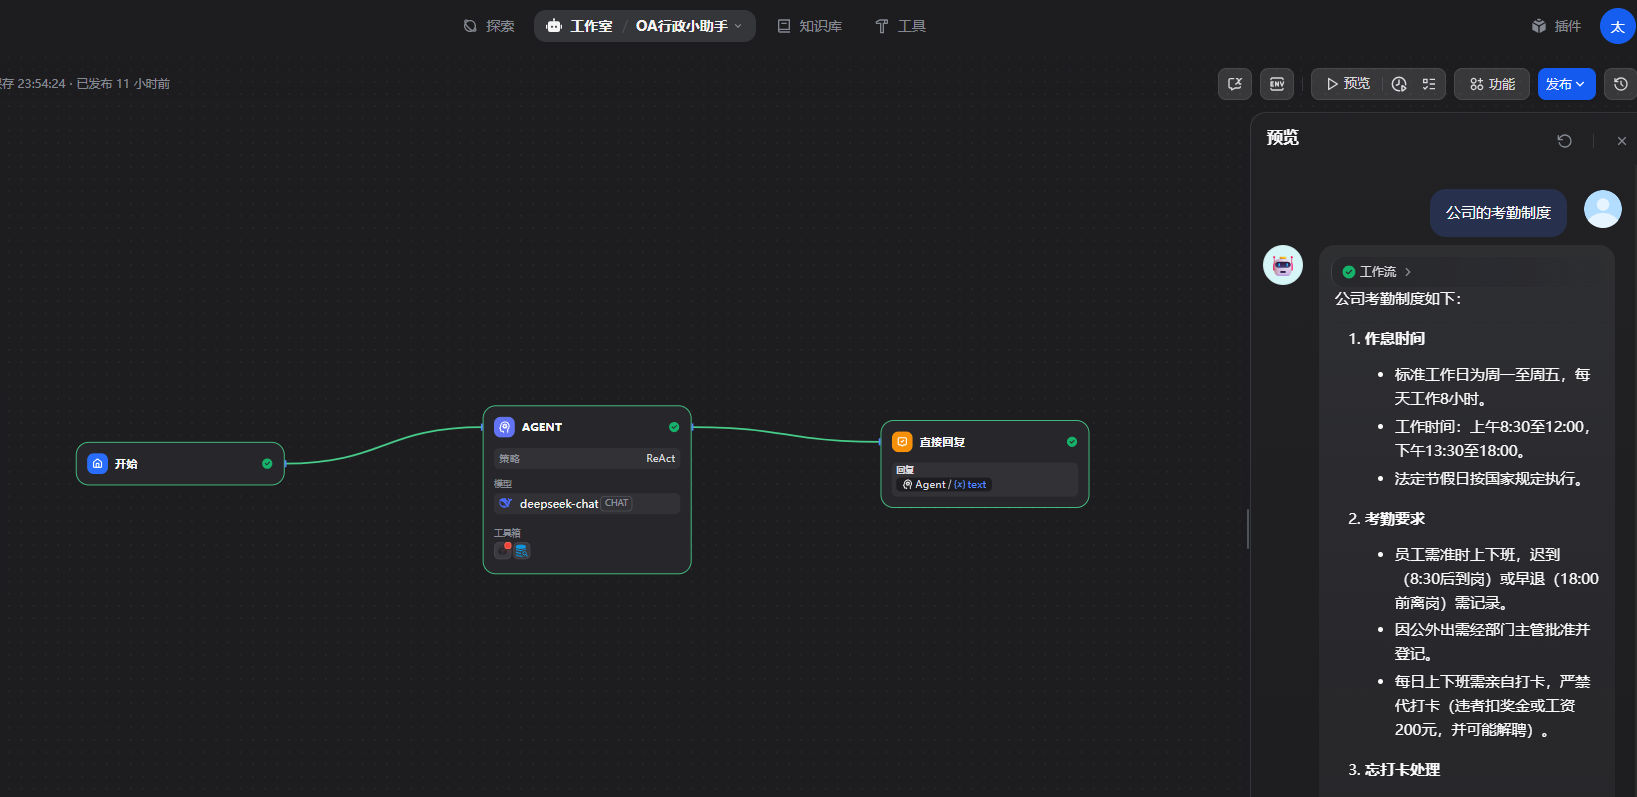 探索
工作室 / OA行政小助手
知识库
工具
插件
太
存 23:54:24 · 已发布 11 小时前
ENV
预览
功能
发布
预览
公司的考勤制度
工作流
公司考勤制度如下：
1. 作息时间
• 标准工作日为周一至周五，每
天工作8小时。
• 工作时间：上午8:30至12:00，
下午13:30至18:00。
• 法定节假日按国家规定执行。
2. 考勤要求
• 员工需准时上下班，迟到
（8:30后到岗）或早退（18:00
前离岗）需记录。
• 因公外出需经部门主管批准并
登记。
• 每日上下班需亲自打卡，严禁
代打卡（违者扣奖金或工资
200元，并可能解聘）。
3. 忘打卡处理
开始
AGENT
策略 ReAct
模型
deepseek-chat CHAT
工具箱
直接回复
回复
Agent / {x} text